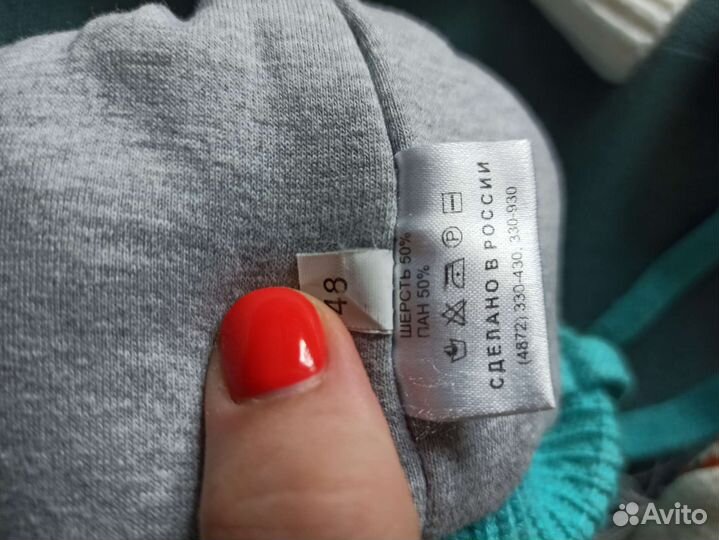 48
ШЕРСТЬ 50%
ПАН 50%
P
СДЕЛАНО В РОССИИ
(4872) 330-430, 330-930
Avito